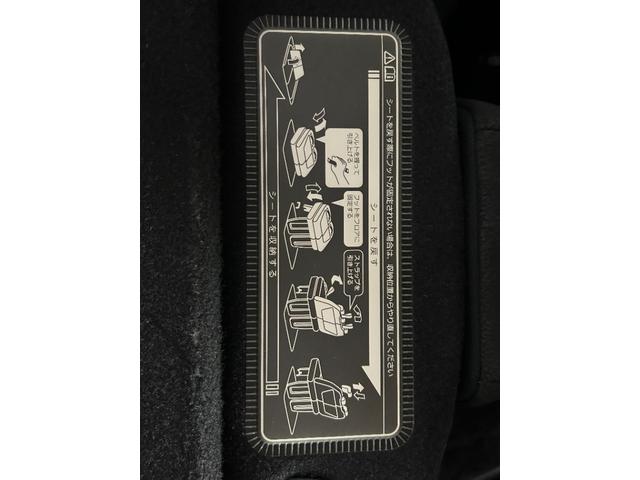 シートを戻す際にフットが固定されない場合は、収納位置からやり直してください
シートを戻す
ベルトを持って
引き上げる
フットをフロアに
固定する
ストラップを
引き上げる
シートを収納する